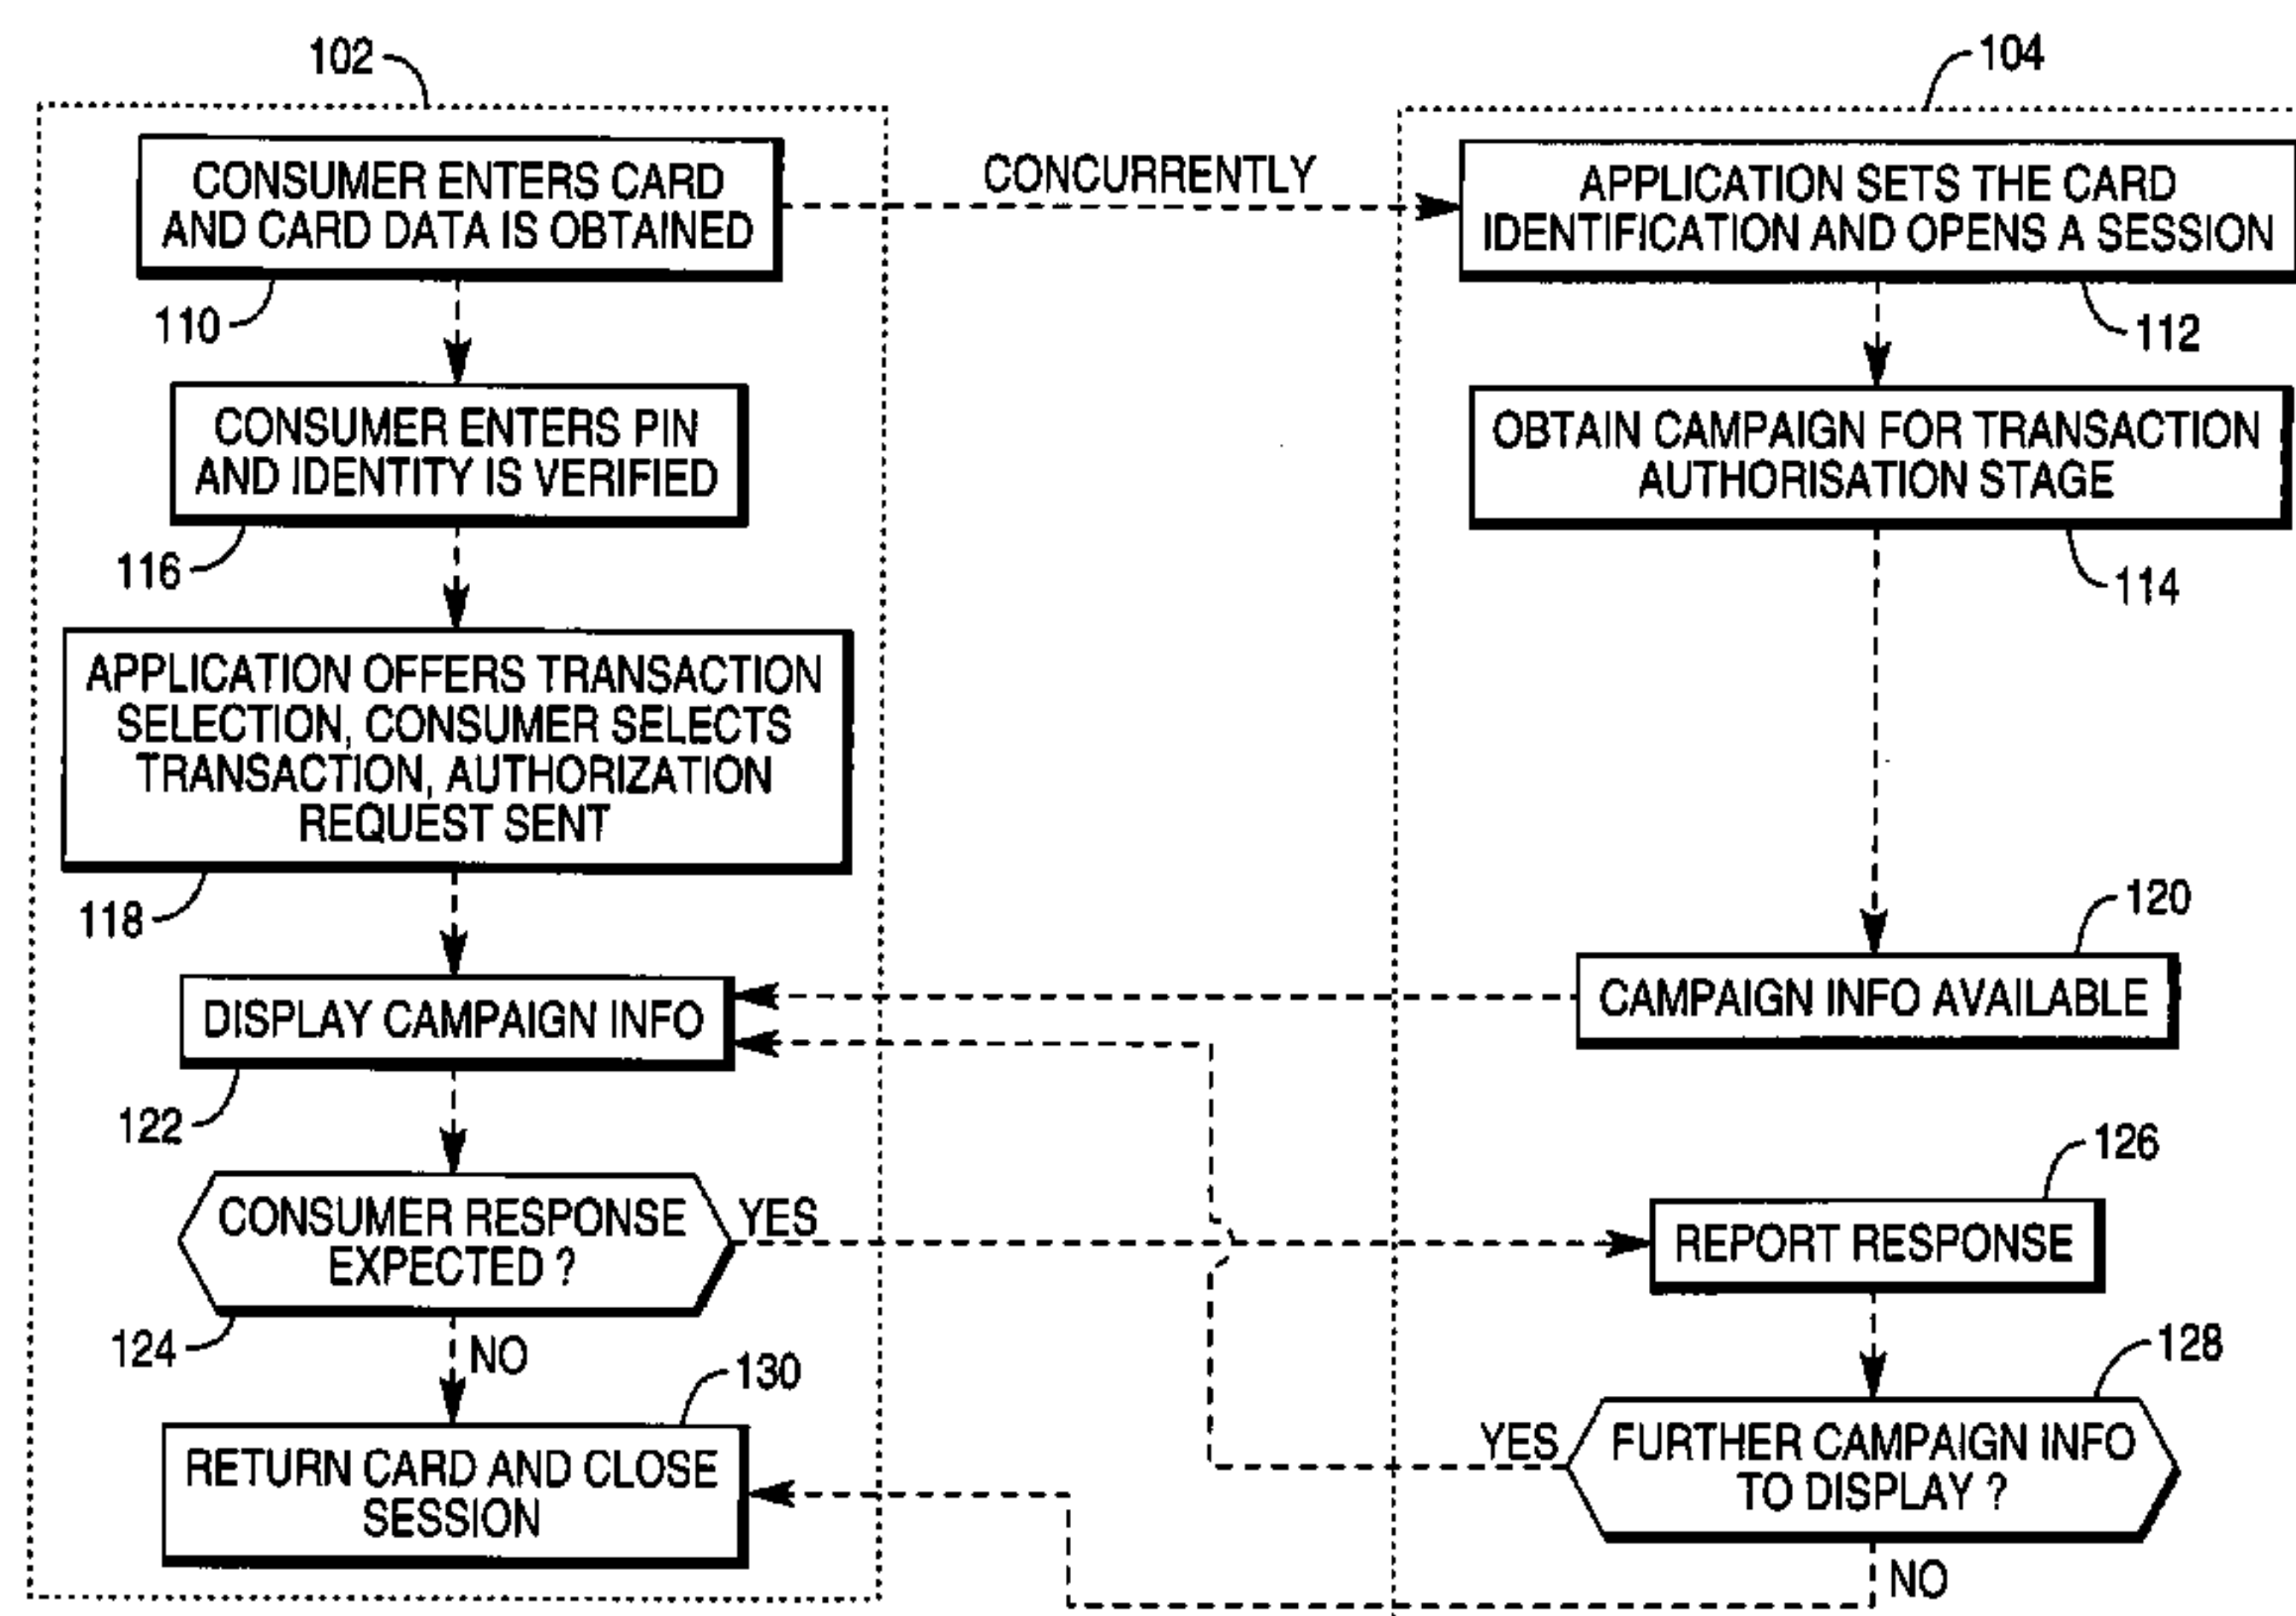 102
104
CONSUMER ENTERS CARD
AND CARD DATA IS OBTAINED
CONCURRENTLY
APPLICATION SETS THE CARD
IDENTIFICATION AND OPENS A SESSION
110
112
CONSUMER ENTERS PIN
AND IDENTITY IS VERIFIED
OBTAIN CAMPAIGN FOR TRANSACTION
AUTHORISATION STAGE
116
114
APPLICATION OFFERS TRANSACTION
SELECTION, CONSUMER SELECTS
TRANSACTION, AUTHORIZATION
REQUEST SENT
118
120
DISPLAY CAMPAIGN INFO
CAMPAIGN INFO AVAILABLE
122
126
CONSUMER RESPONSE
EXPECTED ?
YES
REPORT RESPONSE
124
NO
130
128
RETURN CARD AND CLOSE
SESSION
YES
FURTHER CAMPAIGN INFO
TO DISPLAY ?
NO